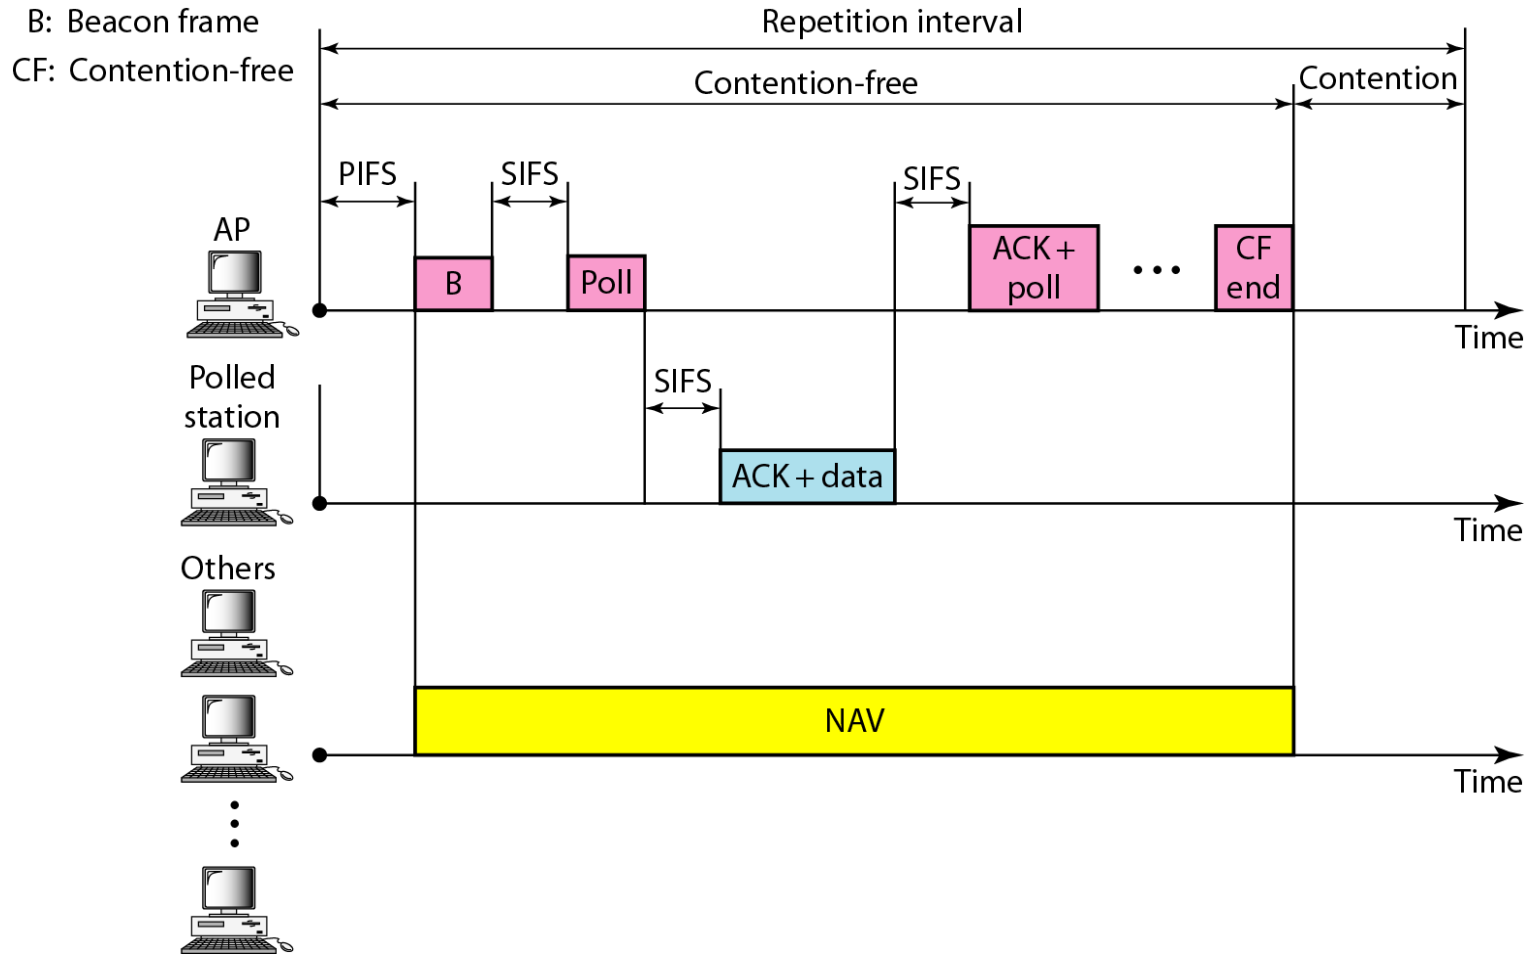 B: Beacon frame
Repetition interval
CF: Contention-free
Contention-free
Contention
PIFS
SIFS
SIFS
AP
B
Poll
ACK +
poll
CF
end
Time
Polled
station
SIFS
ACK + data
Time
Others
NAV
Time